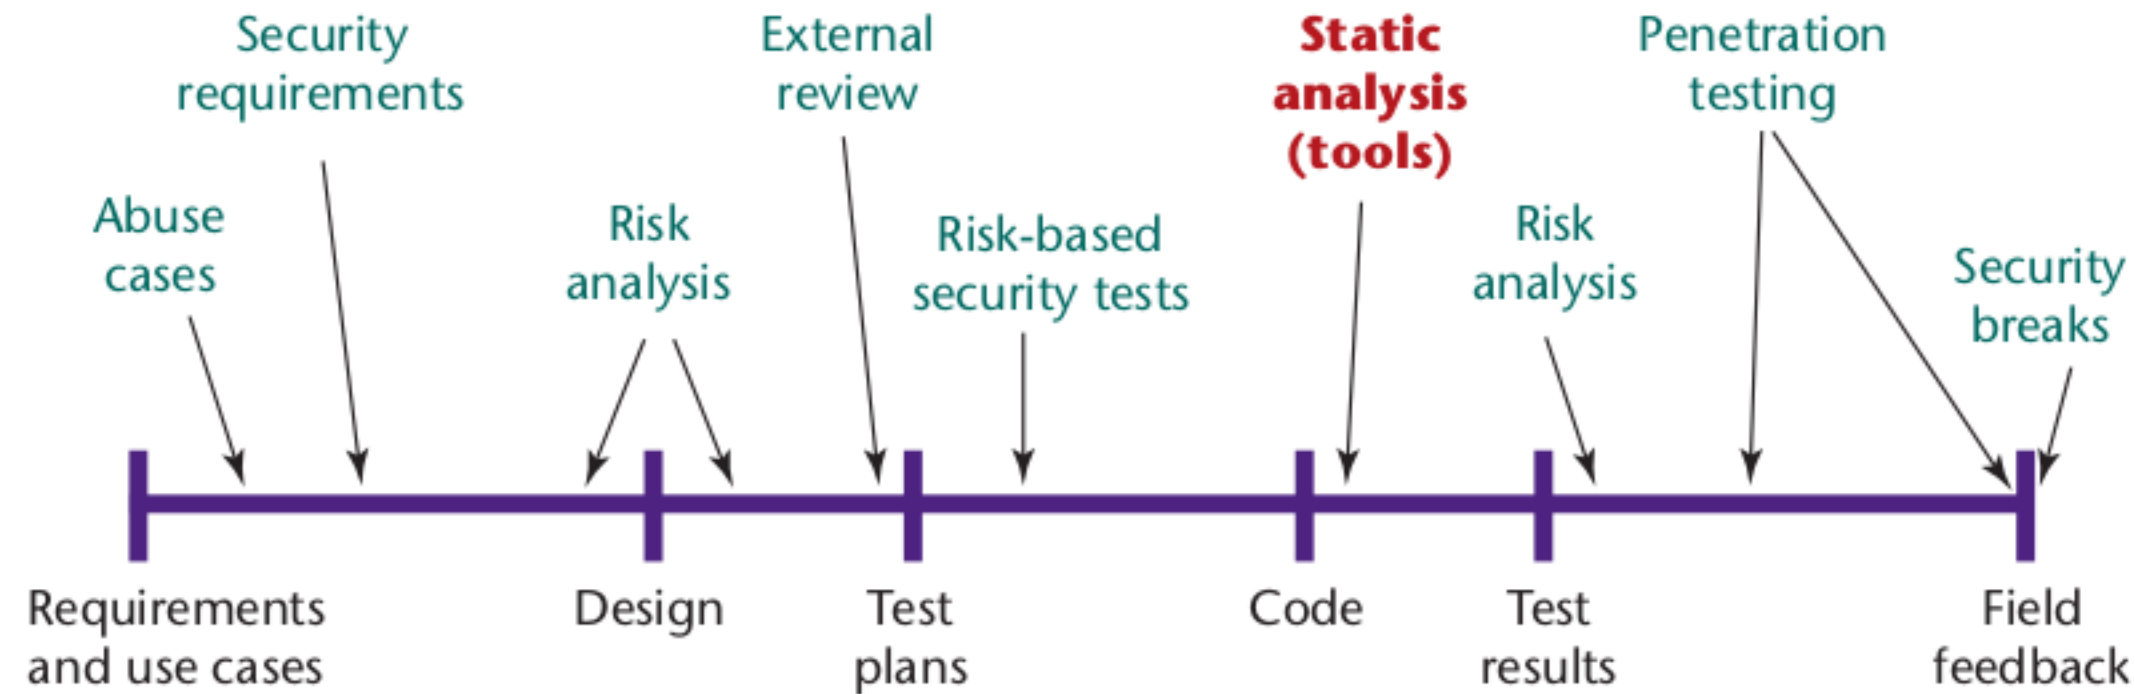 Security
requirements
External
review
Static
analysis
(tools)
Penetration
testing
Abuse
cases
Risk
analysis
Risk-based
security tests
Risk
analysis
Security
breaks
Requirements
and use cases
Design
Test
plans
Code
Test
results
Field
feedback